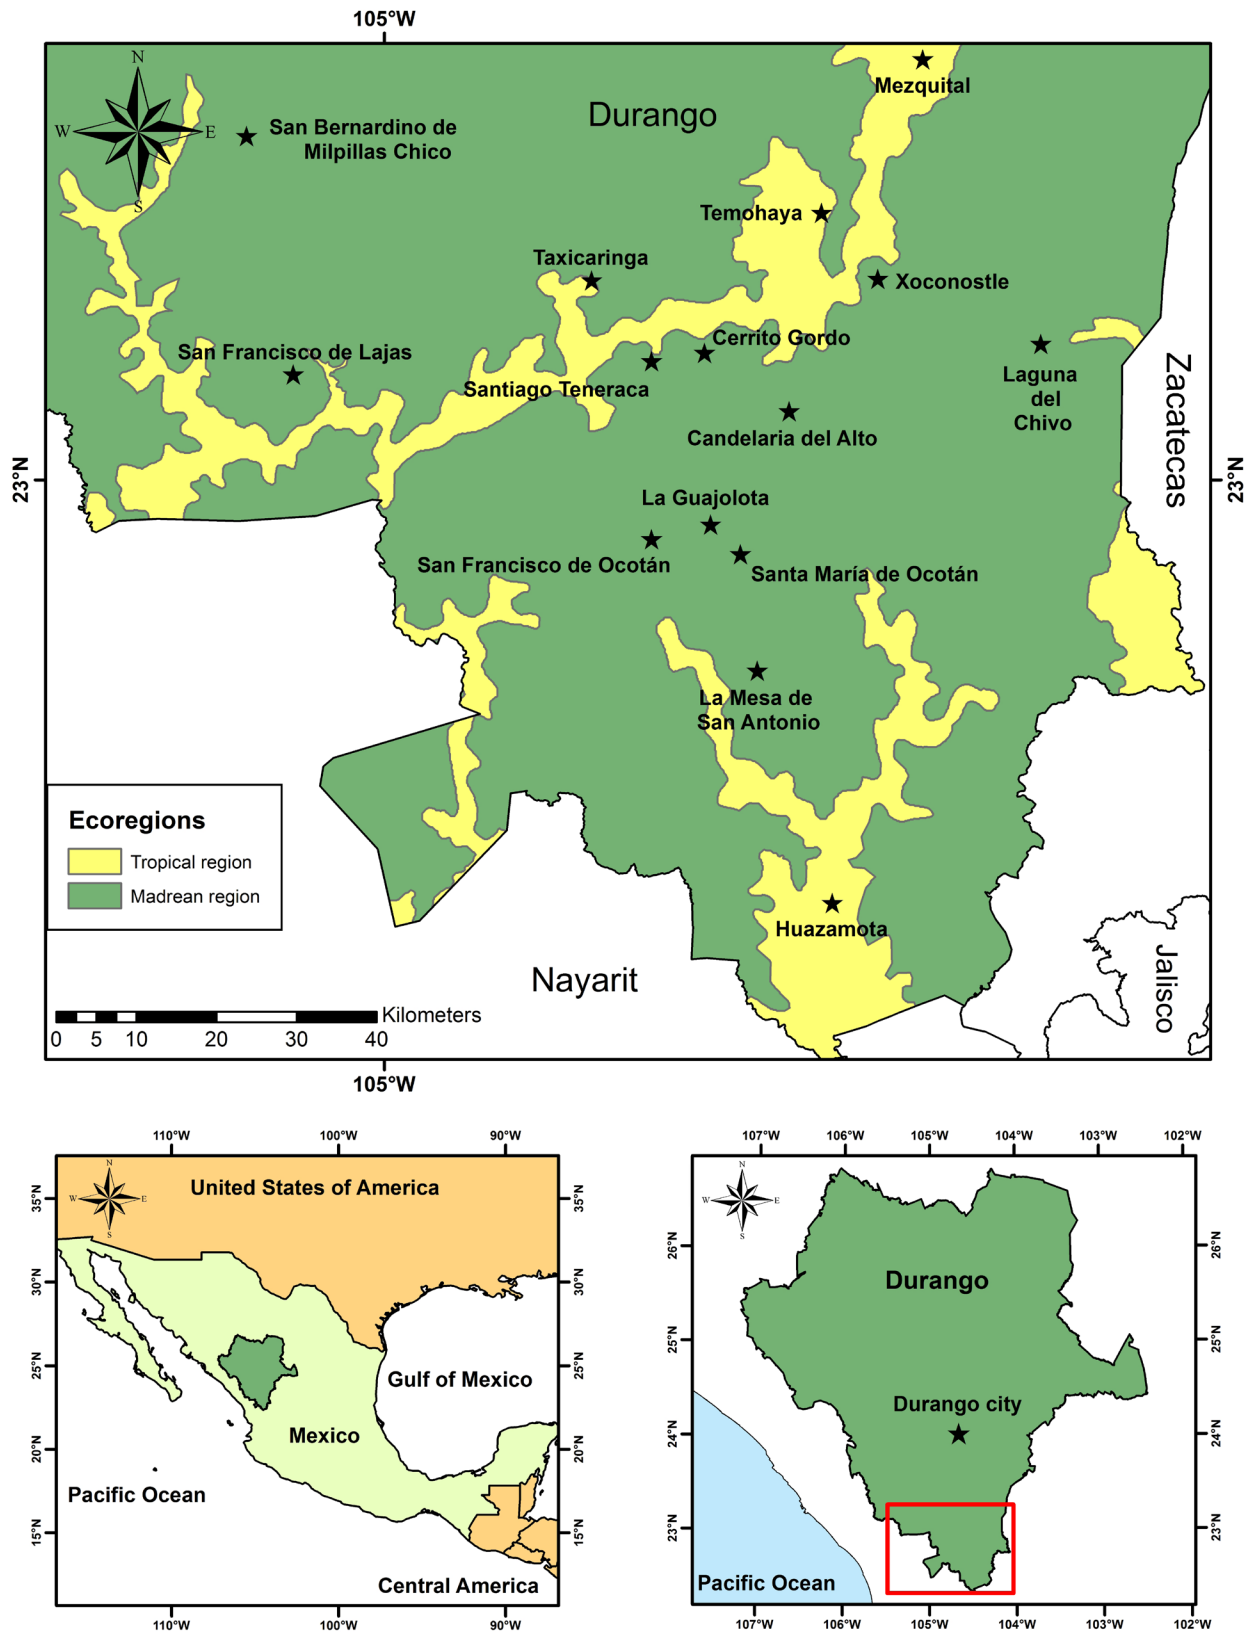 105°W
N
W
E
S
Durango
Mezquital
San Bernardino de
Milpillas Chico
Temohaya
Taxicaringa
Xoconostle
Cerrito Gordo
San Francisco de Lajas
Santiago Teneraca
Laguna
del
Chivo
Zacatecas
Candelaria del Alto
23°N
23°N
La Guajolota
San Francisco de Ocotán
Santa María de Ocotán
La Mesa de
San Antonio
Ecoregions
Tropical region
Madrean region
Huazamota
Nayarit
Jalisco
Kilometers
0 5 10 20 30 40
105°W
110°W 100°W 90°W
N
W
E
S
United States of America
35°N
35°N
30°N
30°N
25°N
25°N
Gulf of Mexico
Mexico
20°N
20°N
Pacific Ocean
15°N
15°N
Central America
110°W 100°W 90°W
107°W 106°W 105°W 104°W 103°W 102°W
N
W
E
S
26°N
26°N
Durango
25°N
25°N
Durango city
24°N
24°N
23°N
23°N
Pacific Ocean
107°W 106°W 105°W 104°W 103°W 102°W